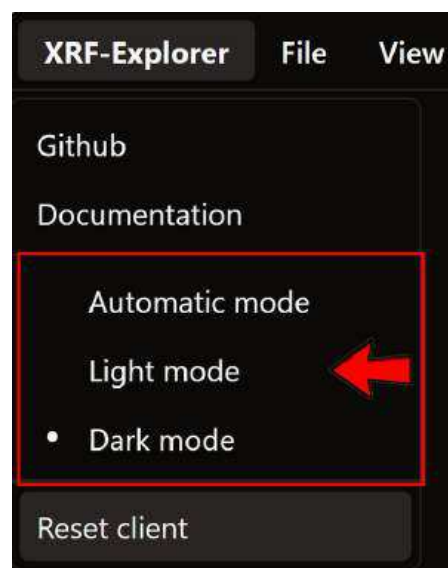 XRF-Explorer File View
Github
Documentation
Automatic mode
Light mode
• Dark mode
Reset client